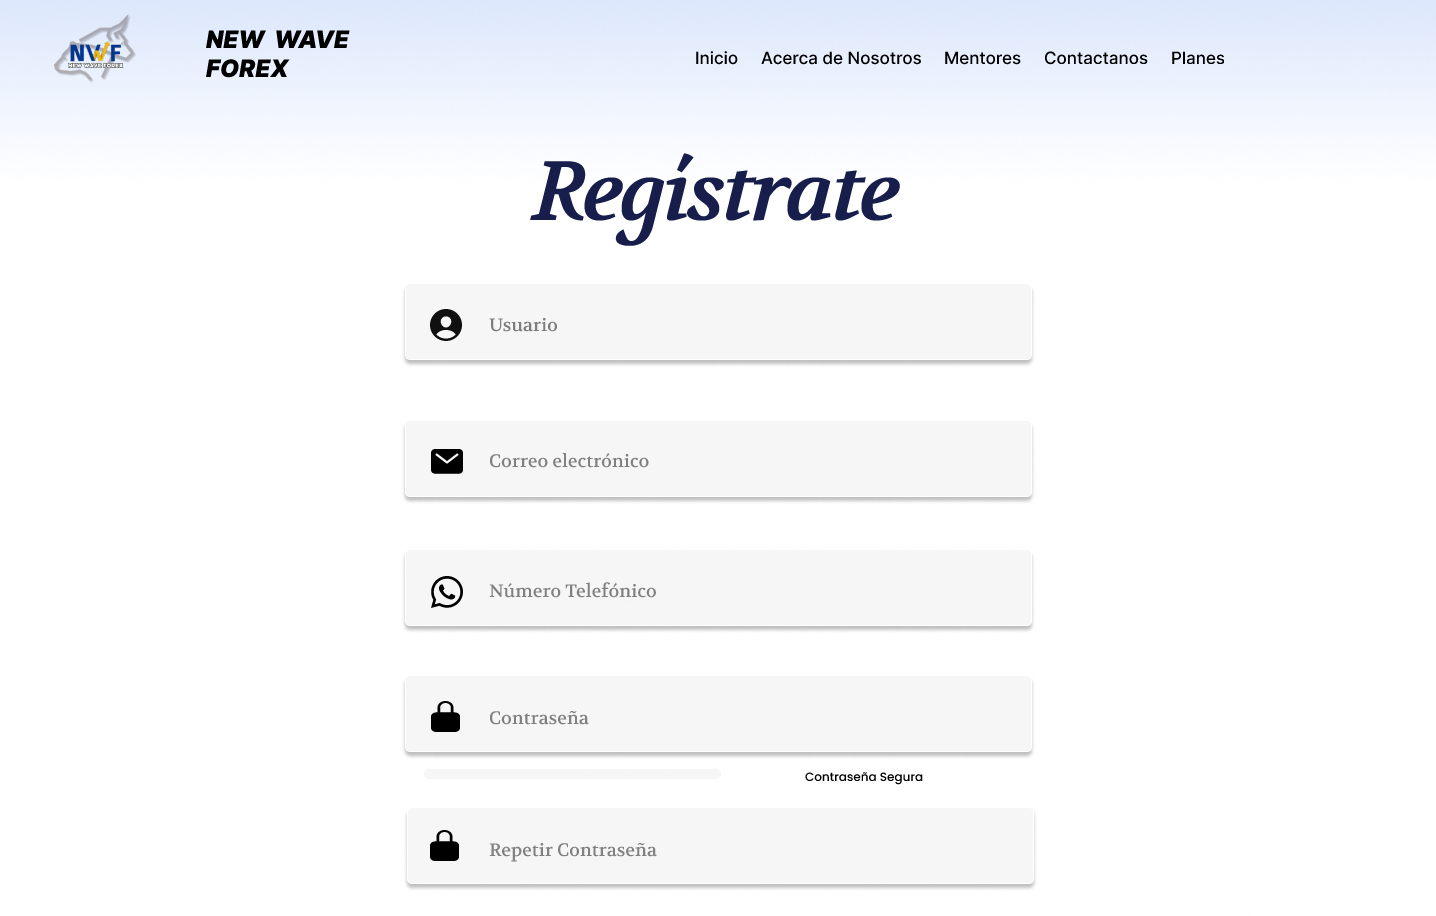 NWF
NEW WAVE FOREX
NEW WAVE
FOREX
Inicio Acerca de Nosotros Mentores Contactanos Planes
Regístrate
Usuario
Correo electrónico
Número Telefónico
Contraseña
Contraseña Segura
Repetir Contraseña